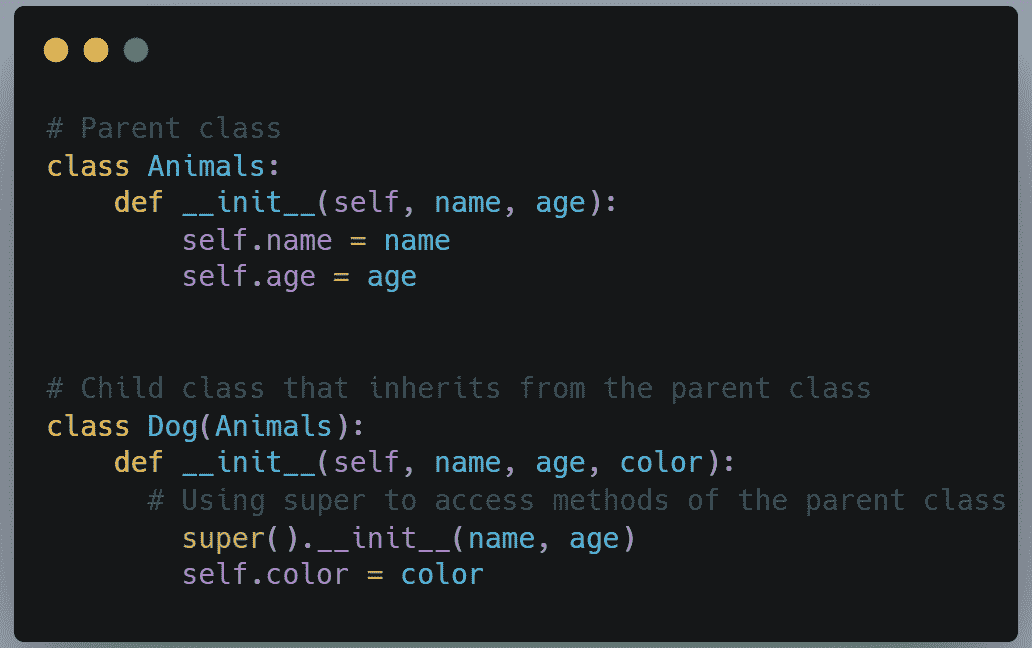 # Parent class
class Animals:
    def __init__(self, name, age):
        self.name = name
        self.age = age
# Child class that inherits from the parent class
class Dog(Animals):
    def __init__(self, name, age, color):
      # Using super to access methods of the parent class
        super().__init__(name, age)
        self.color = color